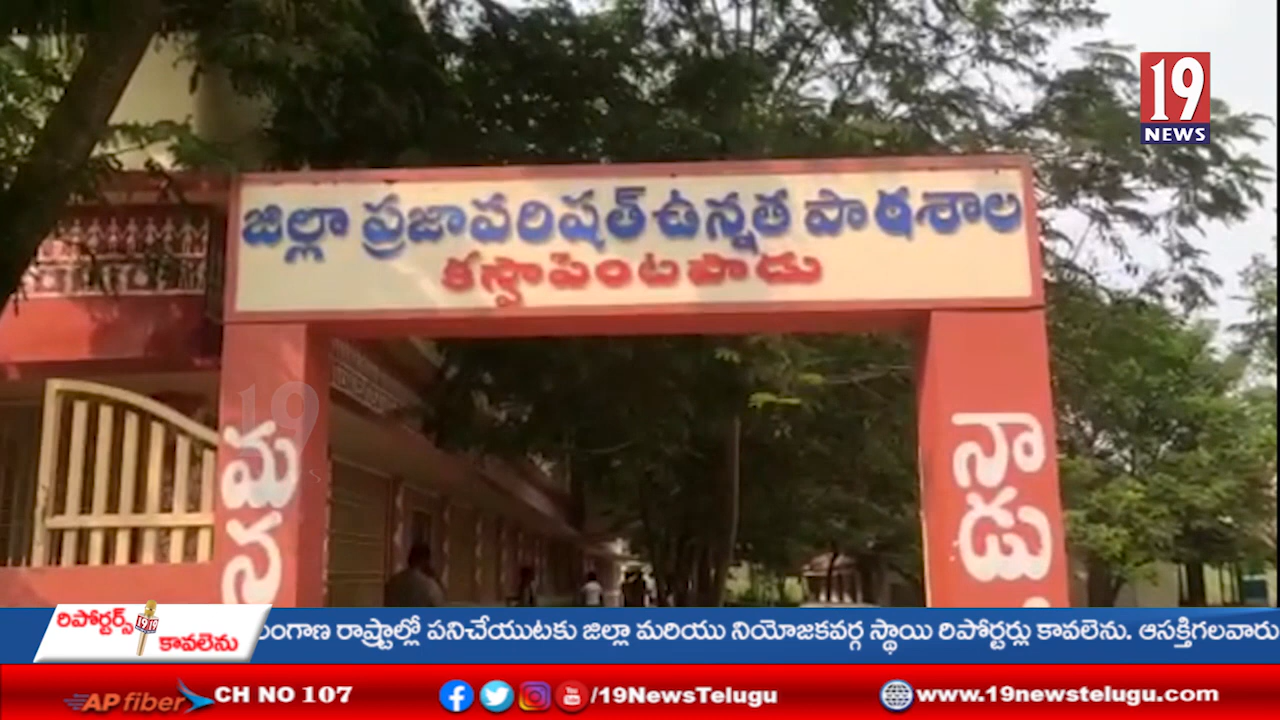 19
NEWS
జిల్లా ప్రజాపరిషత్ ఉన్నత పాఠశాల
కస్పాపెంటపాడు
మన
నాడు
రిపోర్టర్స్
కావలెను
రాష్ట్రాల్లో పనిచేయుటకు జిల్లా మరియు నియోజకవర్గ స్థాయి రిపోర్టర్లు కావలెను. ఆసక్తిగలవారు
AP fiber CH NO 107 /19NewsTelugu www.19newstelugu.com